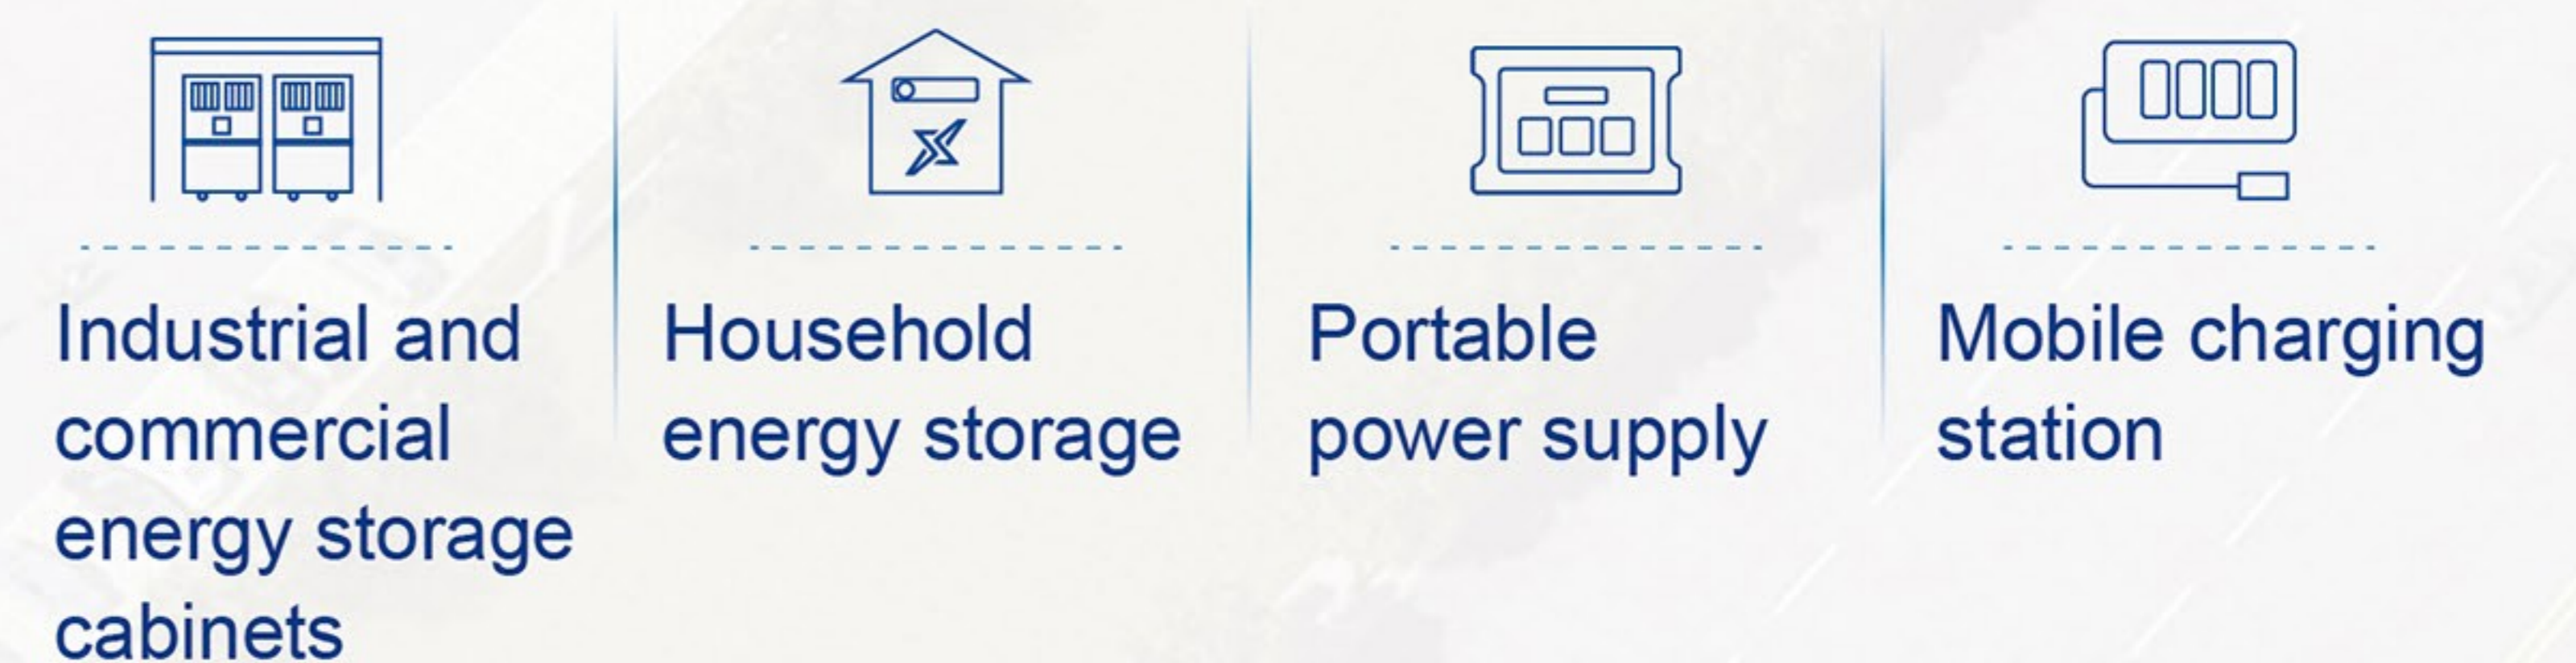 Industrial and
commercial
energy storage
cabinets
Household
energy storage
Portable
power supply
Mobile charging
station